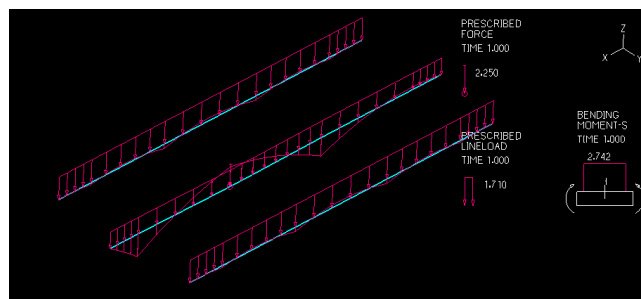 PRESCRIBED
FORCE
TIME 1.000
2.250
PRESCRIBED
LINELOAD
TIME 1.000
1.710
Z
X
Y
BENDING
MOMENT-S
TIME 1.000
2.742